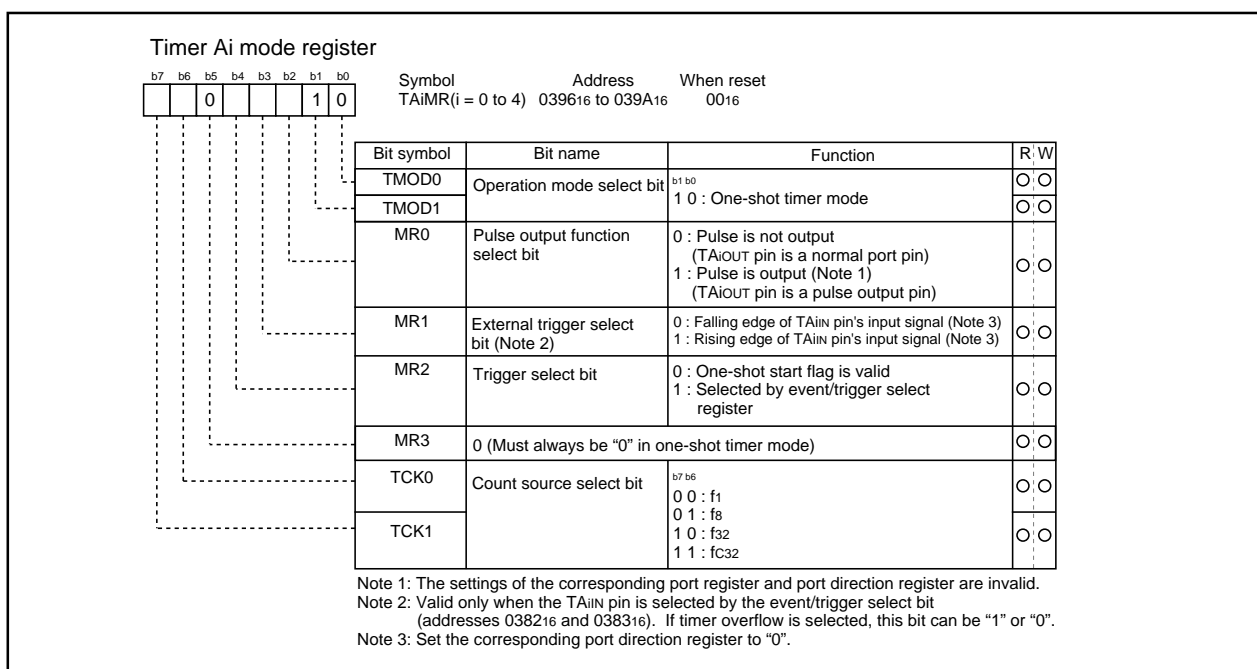 Timer Ai mode register
b7 b6 b5 b4 b3 b2 b1 b0
0 1 0
Symbol Address When reset
TAiMR(i = 0 to 4) 039616 to 039A16 0016
Bit symbol Bit name Function R W
TMOD0 Operation mode select bit b1 b0
1 0 : One-shot timer mode
TMOD1
MR0 Pulse output function 0 : Pulse is not output
select bit (TAiOUT pin is a normal port pin)
1 : Pulse is output (Note 1)
(TAiOUT pin is a pulse output pin)
MR1 External trigger select 0 : Falling edge of TAiIN pin's input signal (Note 3)
bit (Note 2) 1 : Rising edge of TAiIN pin's input signal (Note 3)
MR2 Trigger select bit 0 : One-shot start flag is valid
1 : Selected by event/trigger select
register
MR3 0 (Must always be “0” in one-shot timer mode)
TCK0 Count source select bit b7 b6
0 0 : f1
0 1 : f8
TCK1 1 0 : f32
1 1 : fC32
Note 1: The settings of the corresponding port register and port direction register are invalid.
Note 2: Valid only when the TAiIN pin is selected by the event/trigger select bit
(addresses 038216 and 038316). If timer overflow is selected, this bit can be “1” or “0”.
Note 3: Set the corresponding port direction register to “0”.